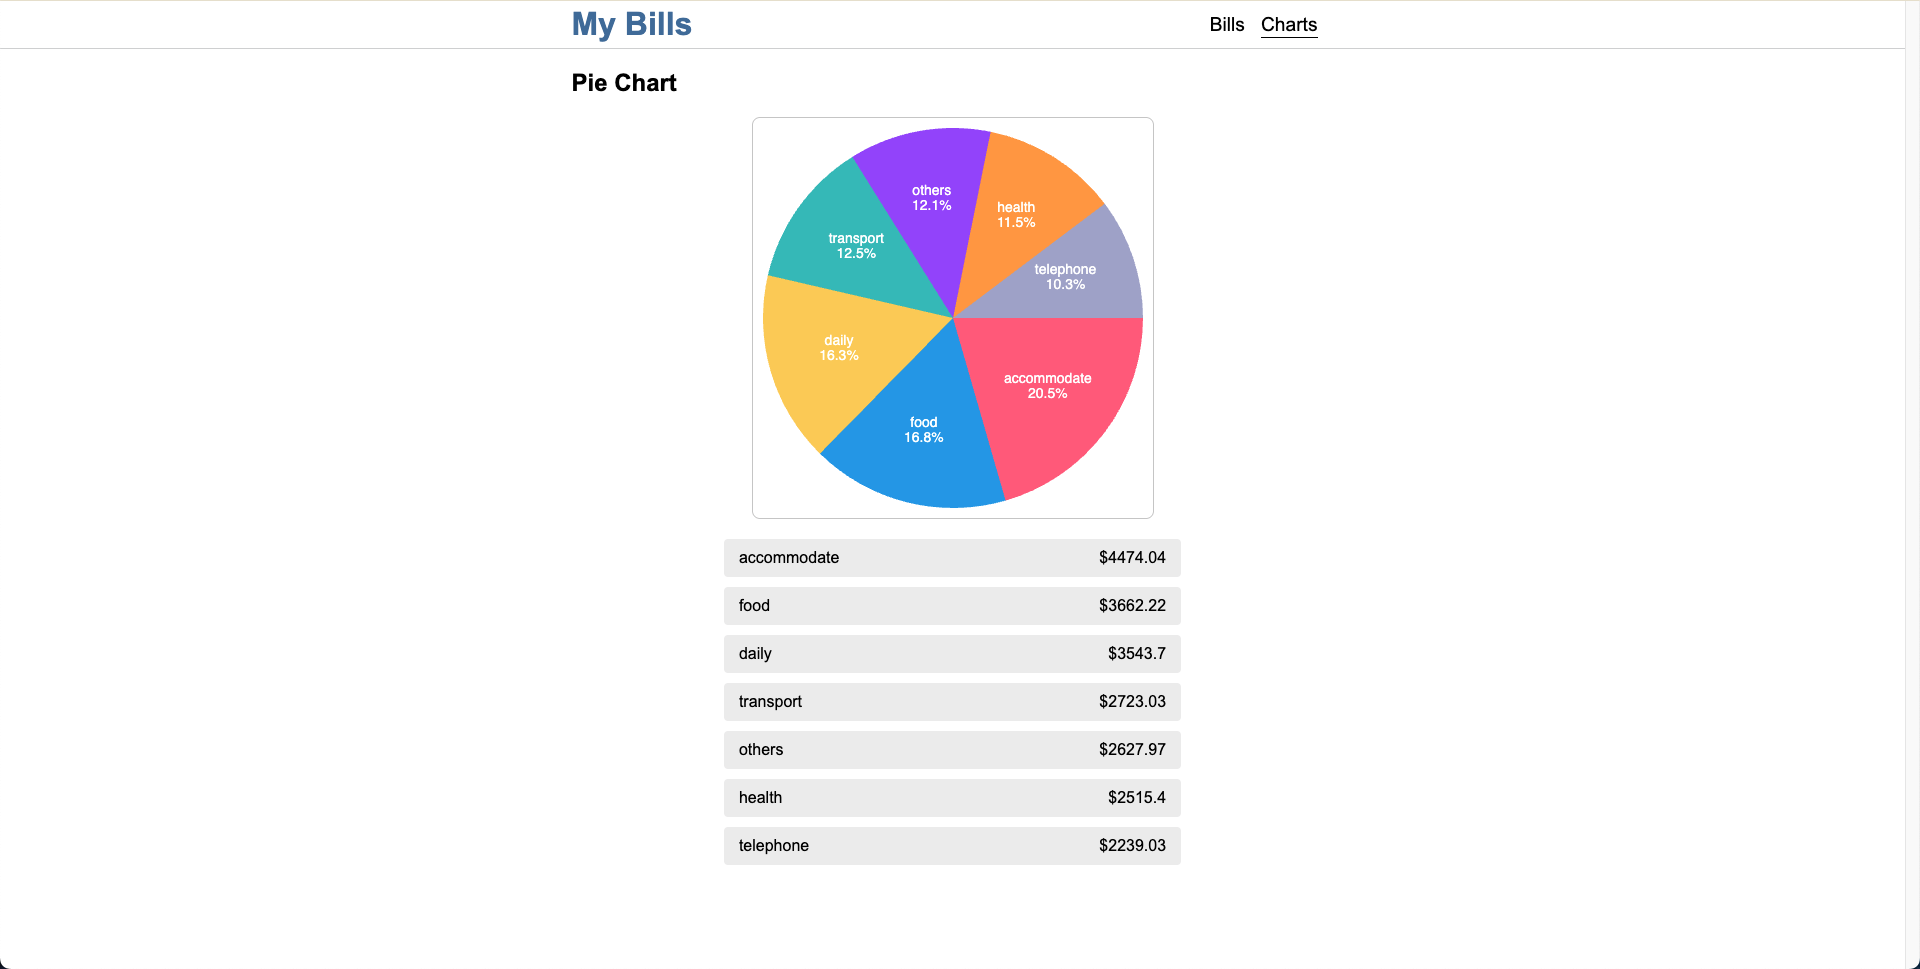 My Bills
Bills
Charts
Pie Chart
others
12.1%
health
11.5%
transport
12.5%
telephone
10.3%
daily
16.3%
accommodate
20.5%
food
16.8%
accommodate $4474.04
food $3662.22
daily $3543.7
transport $2723.03
others $2627.97
health $2515.4
telephone $2239.03